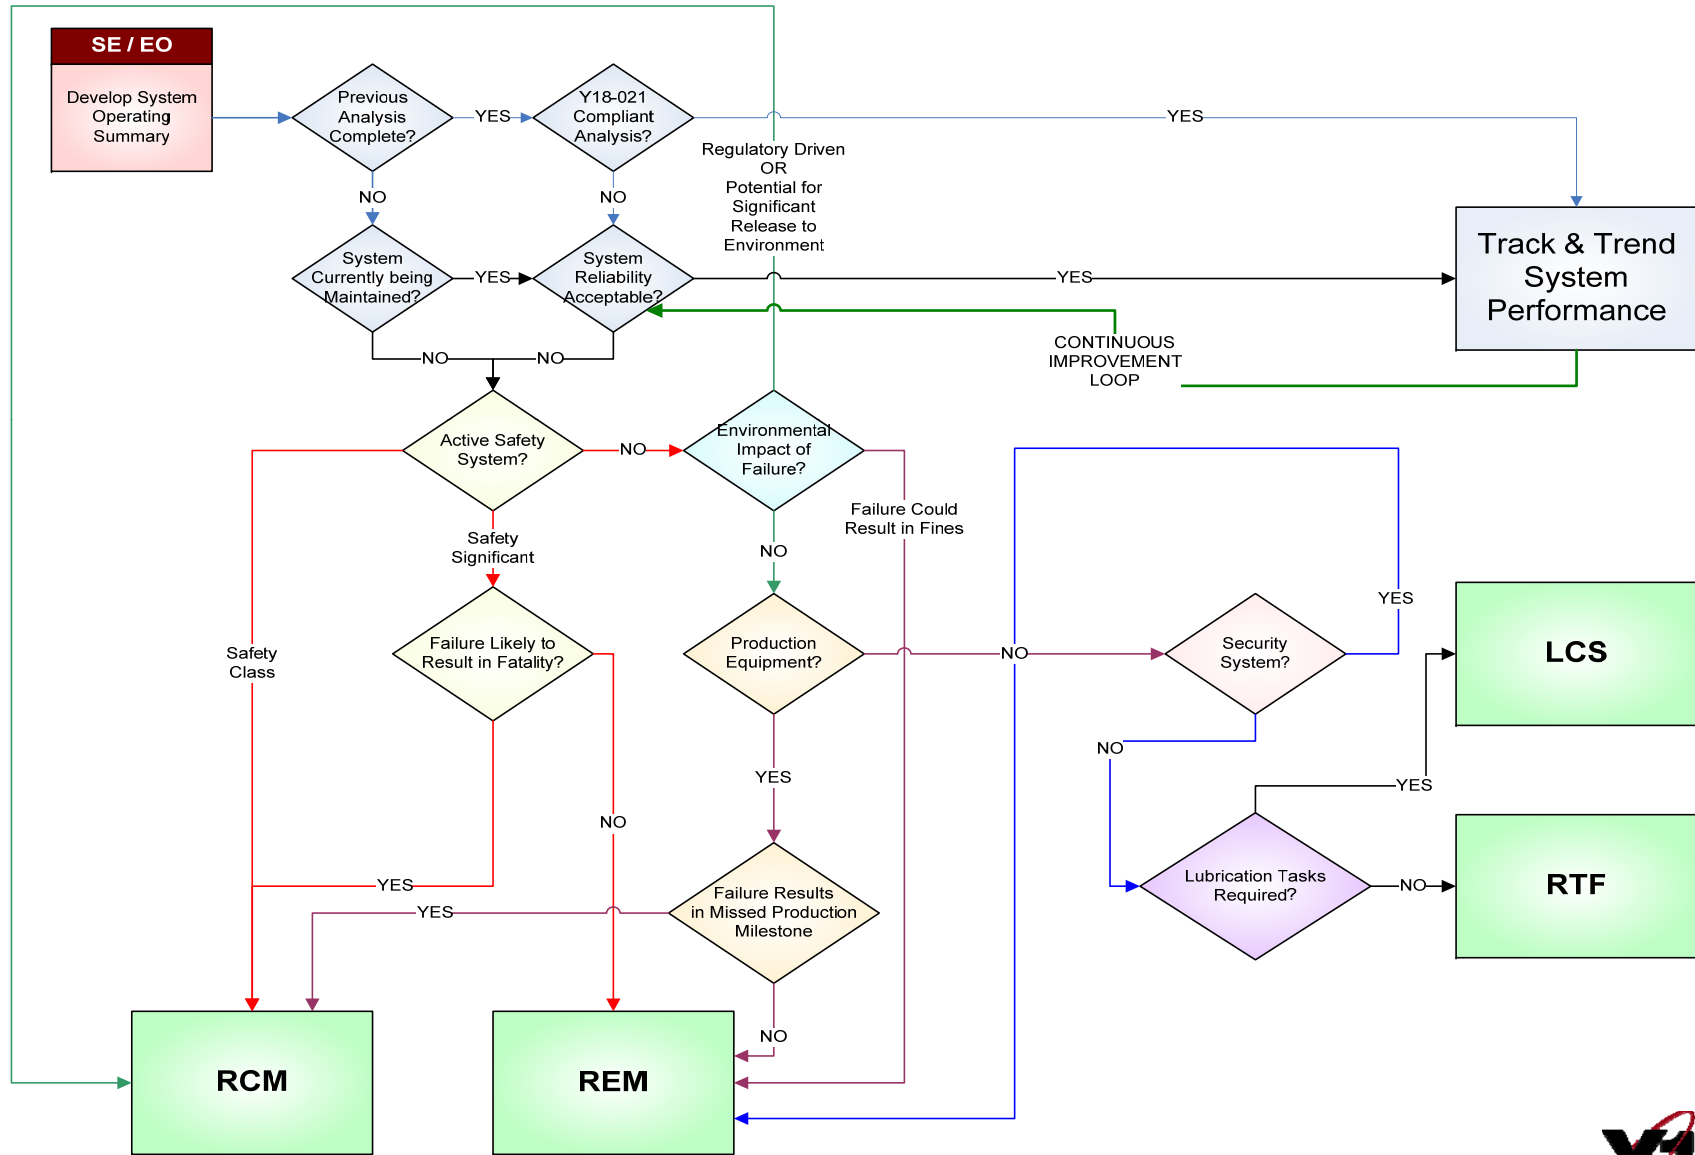 SE / EO
Develop System
Operating
Summary
Previous
Analysis
Complete?
YES
Y18-021
Compliant
Analysis?
YES
Regulatory Driven
OR
Potential for
Significant
Release to
Environment
NO
NO
System
Currently being
Maintained?
YES
System
Reliability
Acceptable?
YES
Track & Trend
System
Performance
CONTINUOUS
IMPROVEMENT
LOOP
NO
NO
Active Safety
System?
NO
Environmental
Impact of
Failure?
Failure Could
Result in Fines
Safety
Significant
NO
YES
Failure Likely to
Result in Fatality?
Safety
Class
Production
Equipment?
NO
Security
System?
LCS
NO
YES
YES
NO
YES
Lubrication Tasks
Required?
NO
RTF
YES
Failure Results
in Missed Production
Milestone
NO
RCM
REM